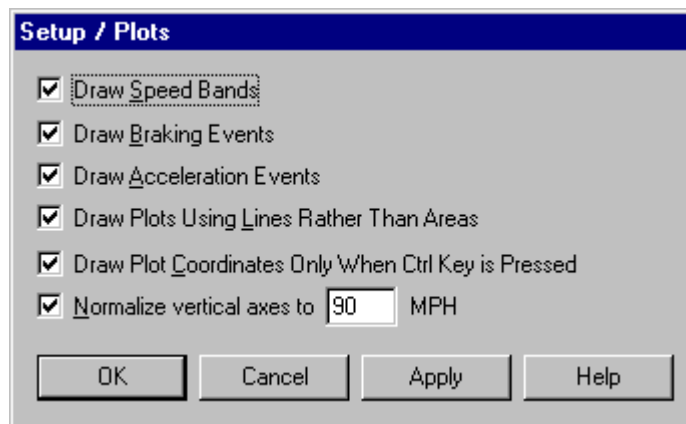 Setup / Plots
Draw Speed Bands
Draw Braking Events
Draw Acceleration Events
Draw Plots Using Lines Rather Than Areas
Draw Plot Coordinates Only When Ctrl Key is Pressed
Normalize vertical axes to 90 MPH
OK Cancel Apply Help